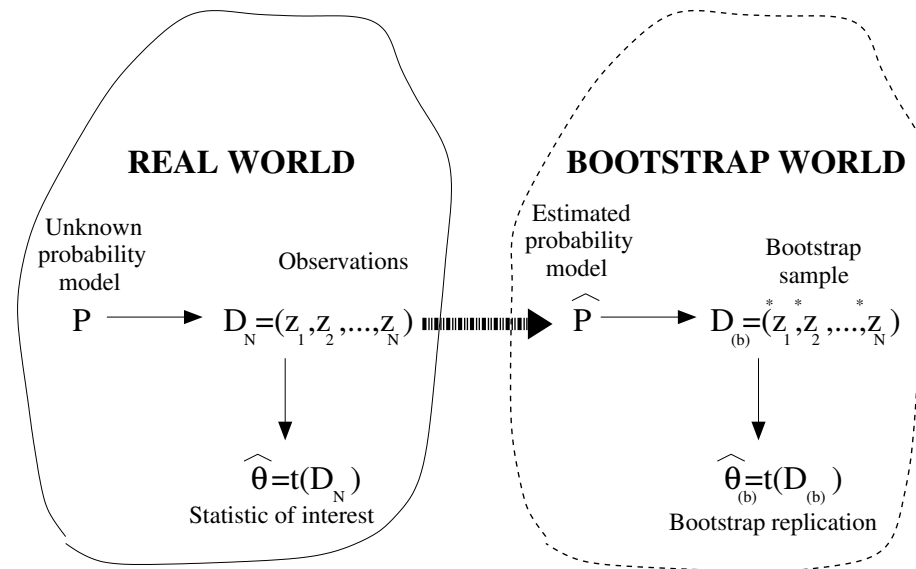 REAL WORLD
Unknown
probability
model
P
Observations
D_N=(z_1,z_2,...,z_N)
θ̂=t(D_N)
Statistic of interest
BOOTSTRAP WORLD
Estimated
probability
model
P̂
Bootstrap
sample
D_(b)=(z*_1,z*_2,...,z*_N)
θ̂_(b)=t(D_(b))
Bootstrap replication